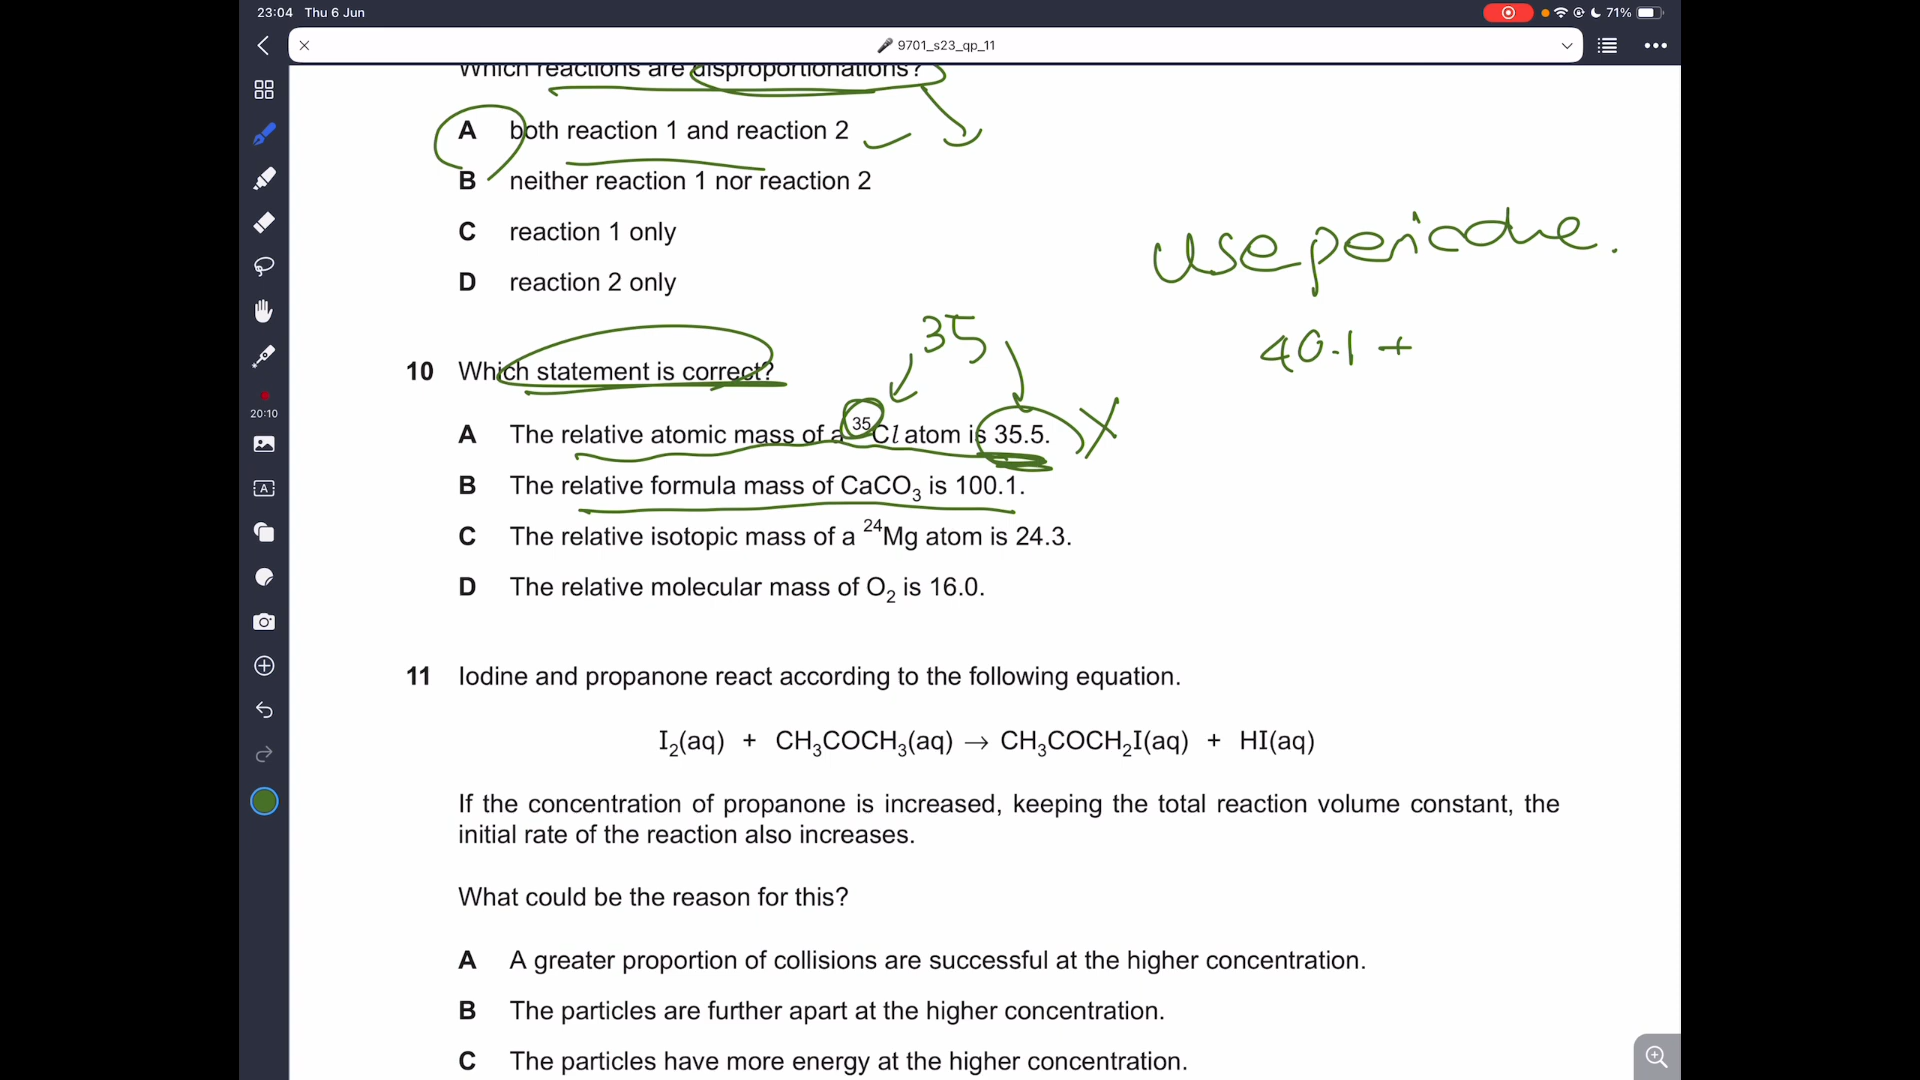 23:04 Thu 6 Jun
71%
9701_s23_qp_11
Which reactions are disproportionations?
A both reaction 1 and reaction 2
B neither reaction 1 nor reaction 2
C reaction 1 only
D reaction 2 only
use periodic
40.1 +
35
10 Which statement is correct?
A The relative atomic mass of a ³⁵Cl atom is 35.5. X
B The relative formula mass of CaCO₃ is 100.1.
C The relative isotopic mass of a ²⁴Mg atom is 24.3.
D The relative molecular mass of O₂ is 16.0.
20:10
11 Iodine and propanone react according to the following equation.
I₂(aq) + CH₃COCH₃(aq) → CH₃COCH₂I(aq) + HI(aq)
If the concentration of propanone is increased, keeping the total reaction volume constant, the
initial rate of the reaction also increases.
What could be the reason for this?
A A greater proportion of collisions are successful at the higher concentration.
B The particles are further apart at the higher concentration.
C The particles have more energy at the higher concentration.